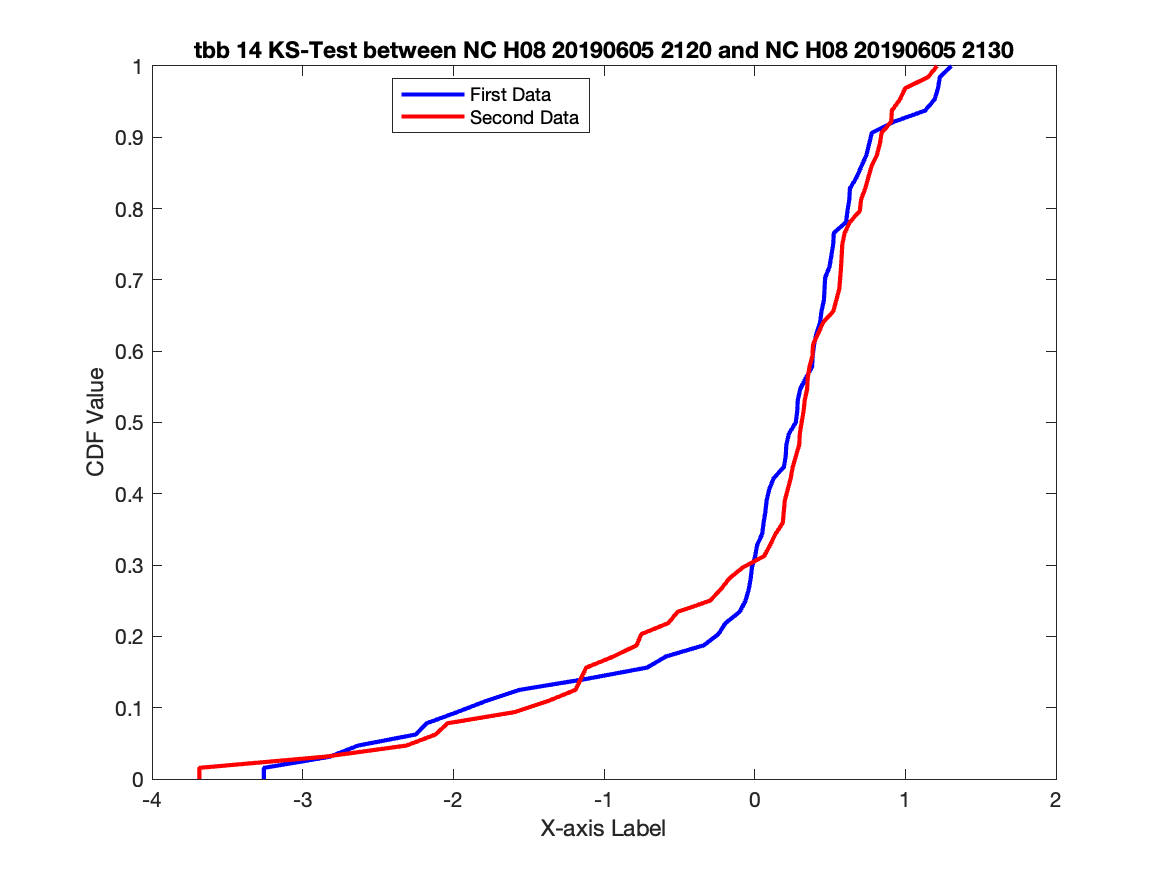 tbb 14 KS-Test between NC H08 20190605 2120 and NC H08 20190605 2130
1
0.9
0.8
0.7
0.6
0.5
0.4
0.3
0.2
0.1
0
CDF Value
First Data
Second Data
-4 -3 -2 -1 0 1 2
X-axis Label